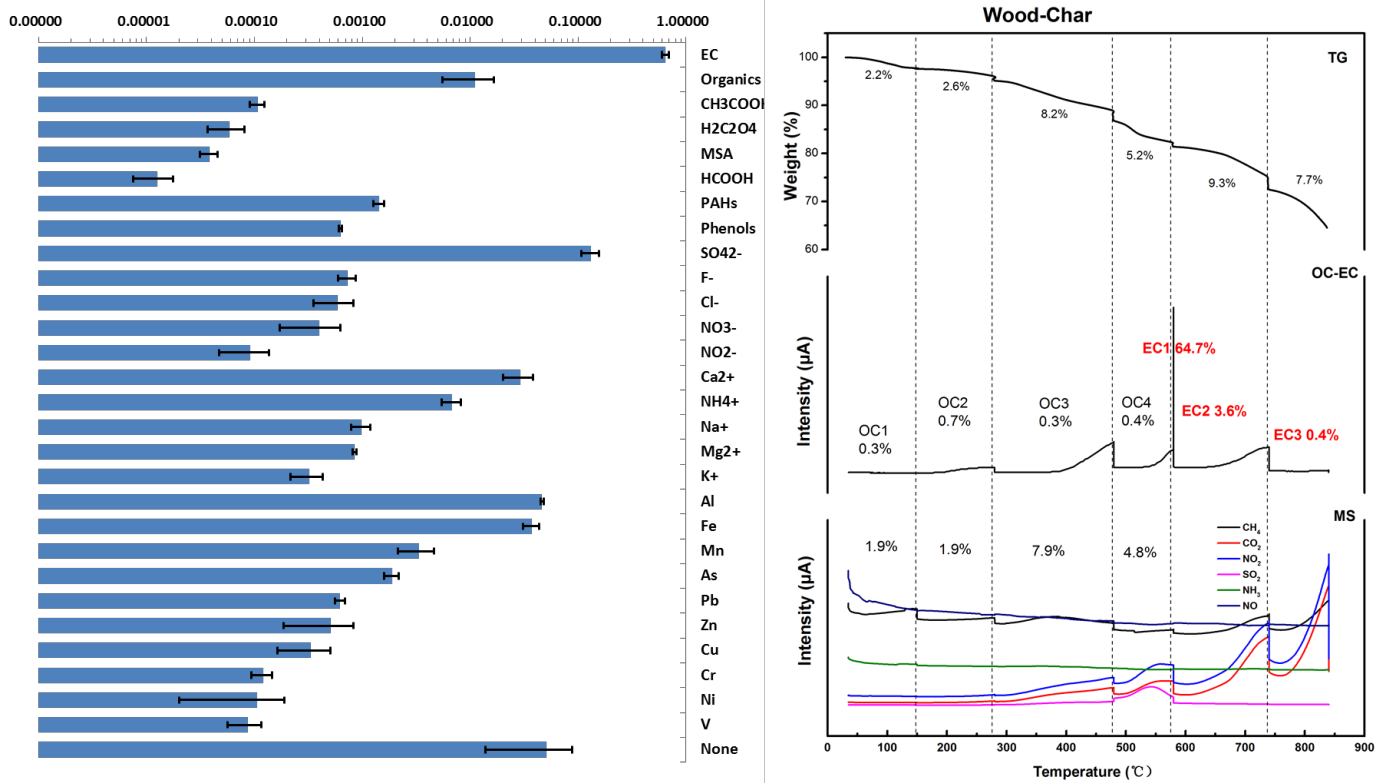 0.00000 0.00001 0.00010 0.00100 0.01000 0.10000 1.00000
EC
Organics
CH3COOH
H2C2O4
MSA
HCOOH
PAHs
Phenols
SO42-
F-
Cl-
NO3-
NO2-
Ca2+
NH4+
Na+
Mg2+
K+
Al
Fe
Mn
As
Pb
Zn
Cu
Cr
Ni
V
None
Wood-Char
TG
100
90
80
70
60
Weight (%)
2.2%
2.6%
8.2%
5.2%
9.3%
7.7%
OC-EC
Intensity (μA)
EC1 64.7%
EC2 3.6%
EC3 0.4%
OC1
0.3%
OC2
0.7%
OC3
0.3%
OC4
0.4%
MS
Intensity (μA)
1.9%
1.9%
7.9%
4.8%
CH4
CO2
NO2
SO2
NH3
NO
0 100 200 300 400 500 600 700 800 900
Temperature (℃)